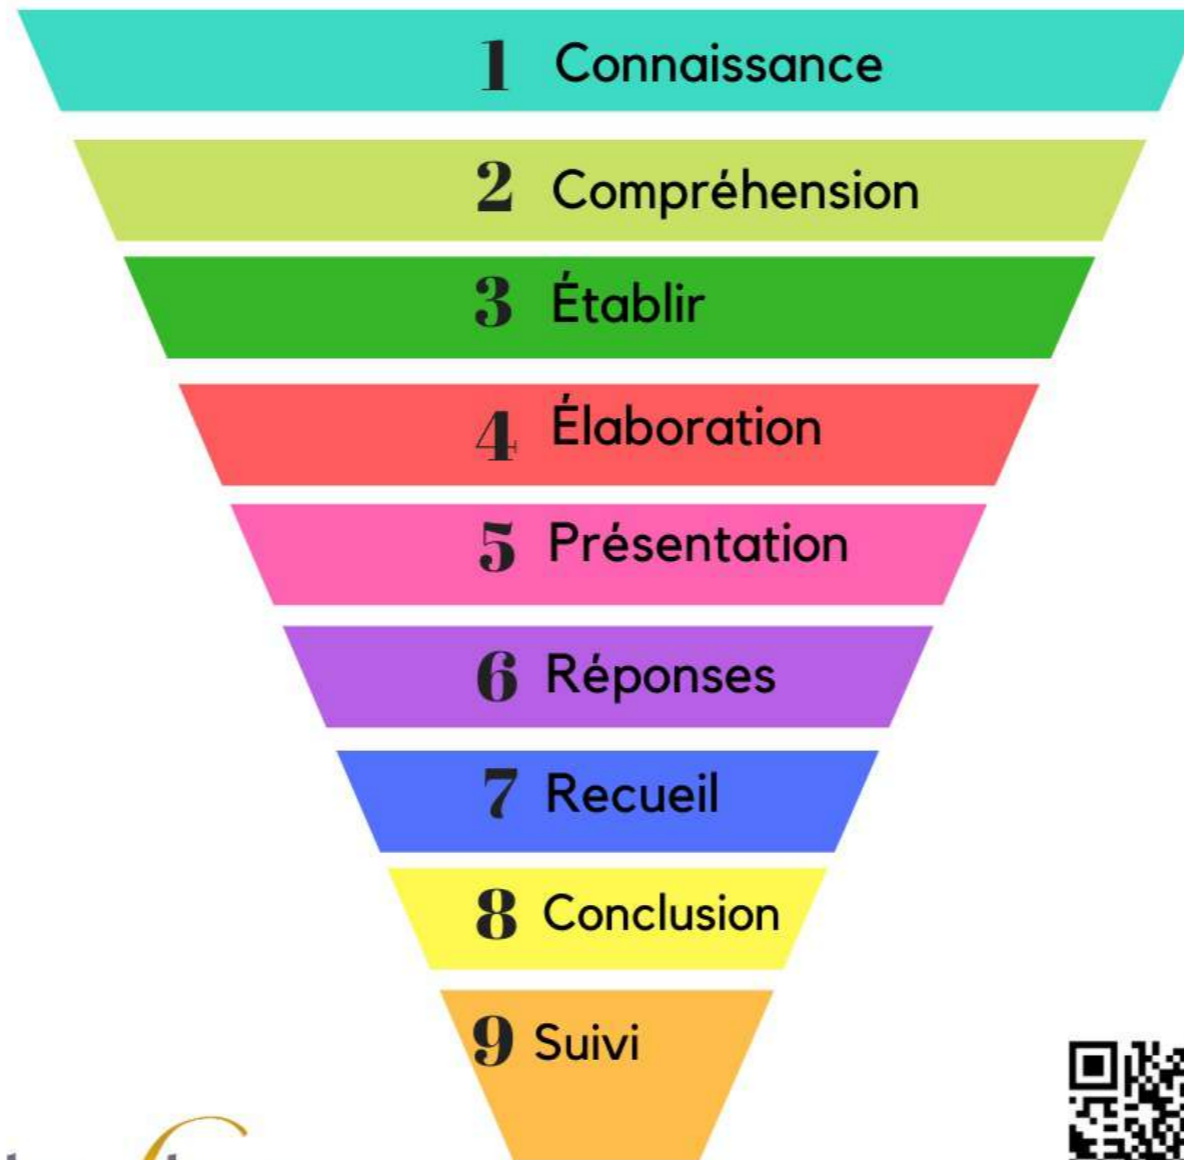 1 Connaissance
2 Compréhension
3 Établir
4 Élaboration
5 Présentation
6 Réponses
7 Recueil
8 Conclusion
9 Suivi